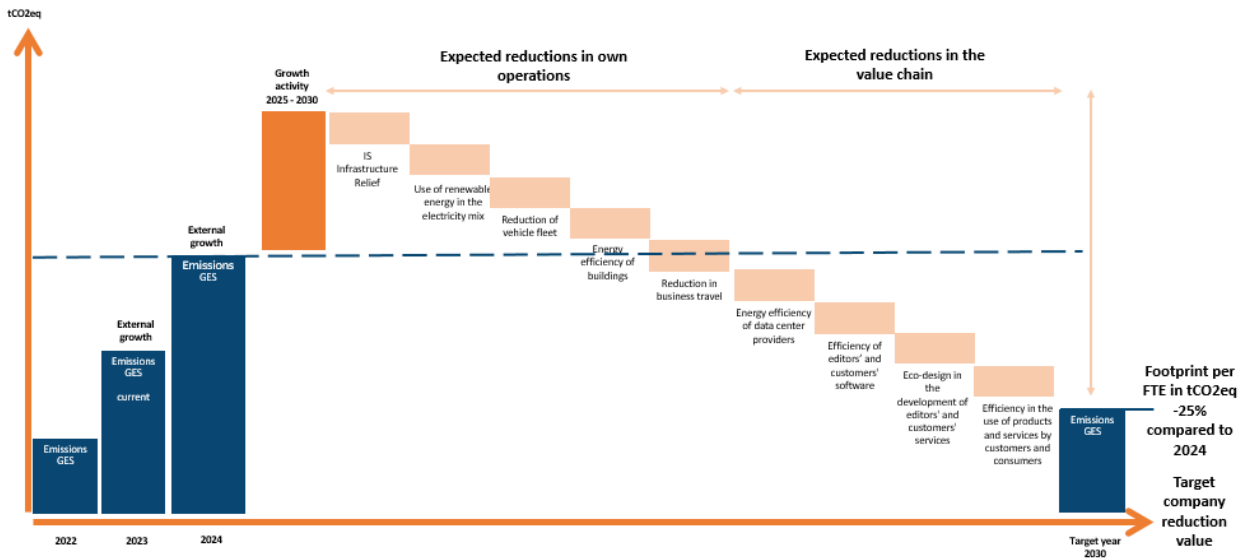 tCO2eq
Expected reductions in own
operations
Expected reductions in the
value chain
Growth
activity
2025 - 2030
IS
Infrastructure
Relief
Use of renewable
energy in the
electricity mix
Reduction of
vehicle fleet
Energy
efficiency of
buildings
Reduction in
business travel
Energy efficiency
of data center
providers
Efficiency of
editors' and
customers'
software
Eco-design in
the
development of
editors' and
customers'
services
Efficiency in the
use of products
and services by
customers and
consumers
External
growth
Emissions
GES
External
growth
Emissions
GES
current
Emissions
GES
Emissions
GES
Footprint per
FTE in tCO2eq
-25%
compared to
2024
Target
company
reduction
value
2022
2023
2024
Target year
2030